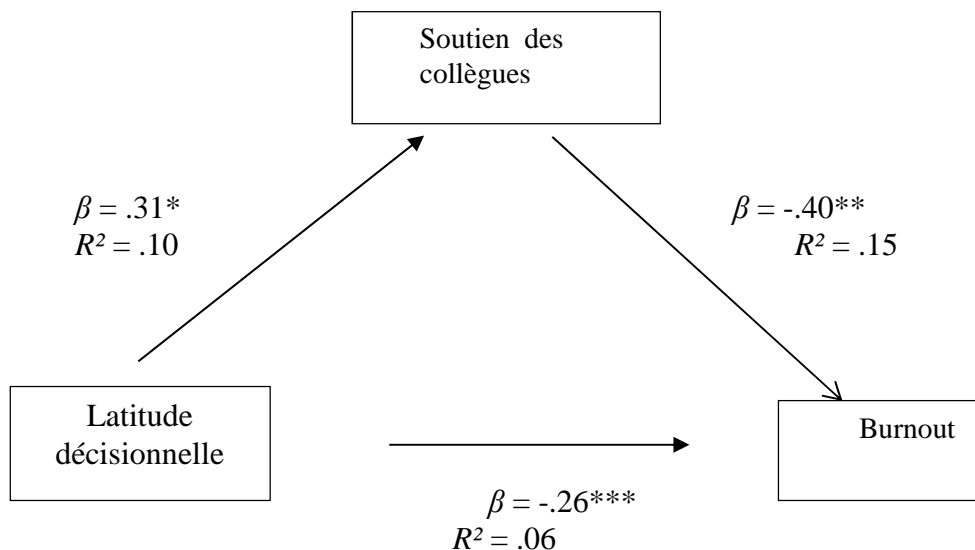 Soutien des
collègues
β = .31*
R² = .10
β = -.40**
R² = .15
Latitude
décisionnelle
Burnout
β = -.26***
R² = .06